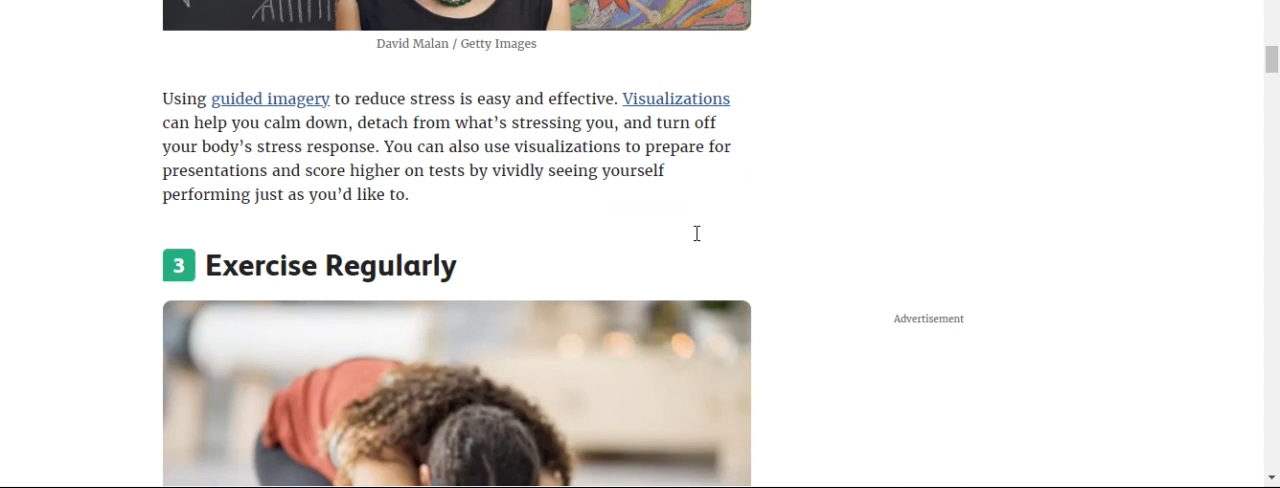 David Malan / Getty Images
Using guided imagery to reduce stress is easy and effective. Visualizations
can help you calm down, detach from what’s stressing you, and turn off
your body’s stress response. You can also use visualizations to prepare for
presentations and score higher on tests by vividly seeing yourself
performing just as you’d like to.
3 Exercise Regularly
Advertisement